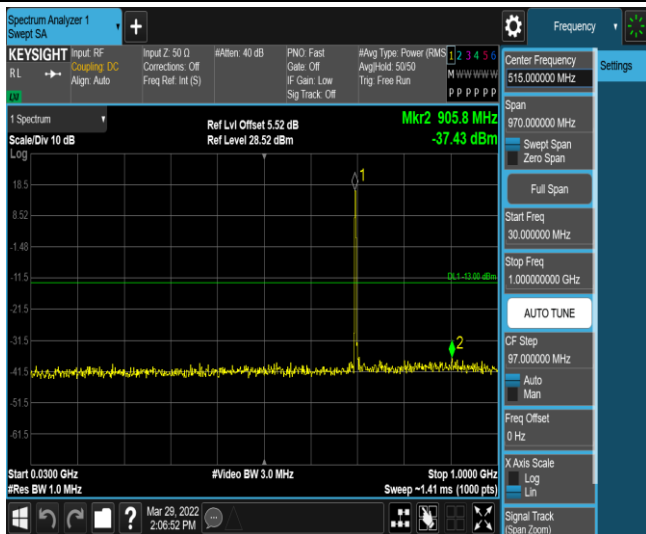 Spectrum Analyzer 1
Swept SA
KEYSIGHT
RL
Input: RF
Coupling: DC
Align: Auto
Input Z: 50 Ω
Corrections: Off
Freq Ref: Int (S)
#Atten: 40 dB
PNO: Fast
Gate: Off
IF Gain: Low
Sig Track: Off
#Avg Type: Power (RMS
Avg|Hold: 50/50
Trig: Free Run
1 2 3 4 5 6
M W W W W W
P P P P P P
1 Spectrum
Scale/Div 10 dB
Ref Lvl Offset 5.52 dB
Ref Level 28.52 dBm
Mkr2 905.8 MHz
-37.43 dBm
Log
18.5
8.52
-1.48
-11.5
-21.5
-31.5
-41.5
-51.5
-61.5
1
DL1 -13.00 dBm
2
Start 0.0300 GHz
#Video BW 3.0 MHz
Stop 1.0000 GHz
#Res BW 1.0 MHz
Sweep ~1.41 ms (1000 pts)
?
Mar 29, 2022
2:06:52 PM
Frequency
Settings
Center Frequency
515.000000 MHz
Span
970.000000 MHz
Swept Span
Zero Span
Full Span
Start Freq
30.000000 MHz
Stop Freq
1.000000000 GHz
AUTO TUNE
CF Step
97.000000 MHz
Auto
Man
Freq Offset
0 Hz
X Axis Scale
Log
Lin
Signal Track
(Span Zoom)